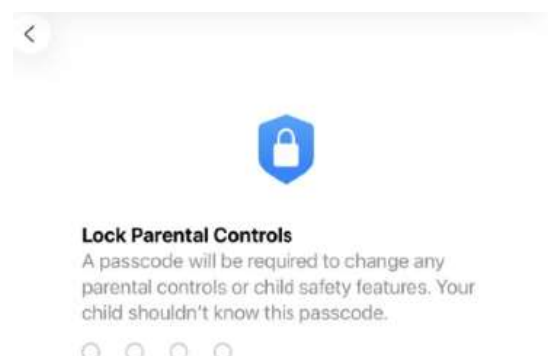 Lock Parental Controls
A passcode will be required to change any
parental controls or child safety features. Your
child shouldn't know this passcode.